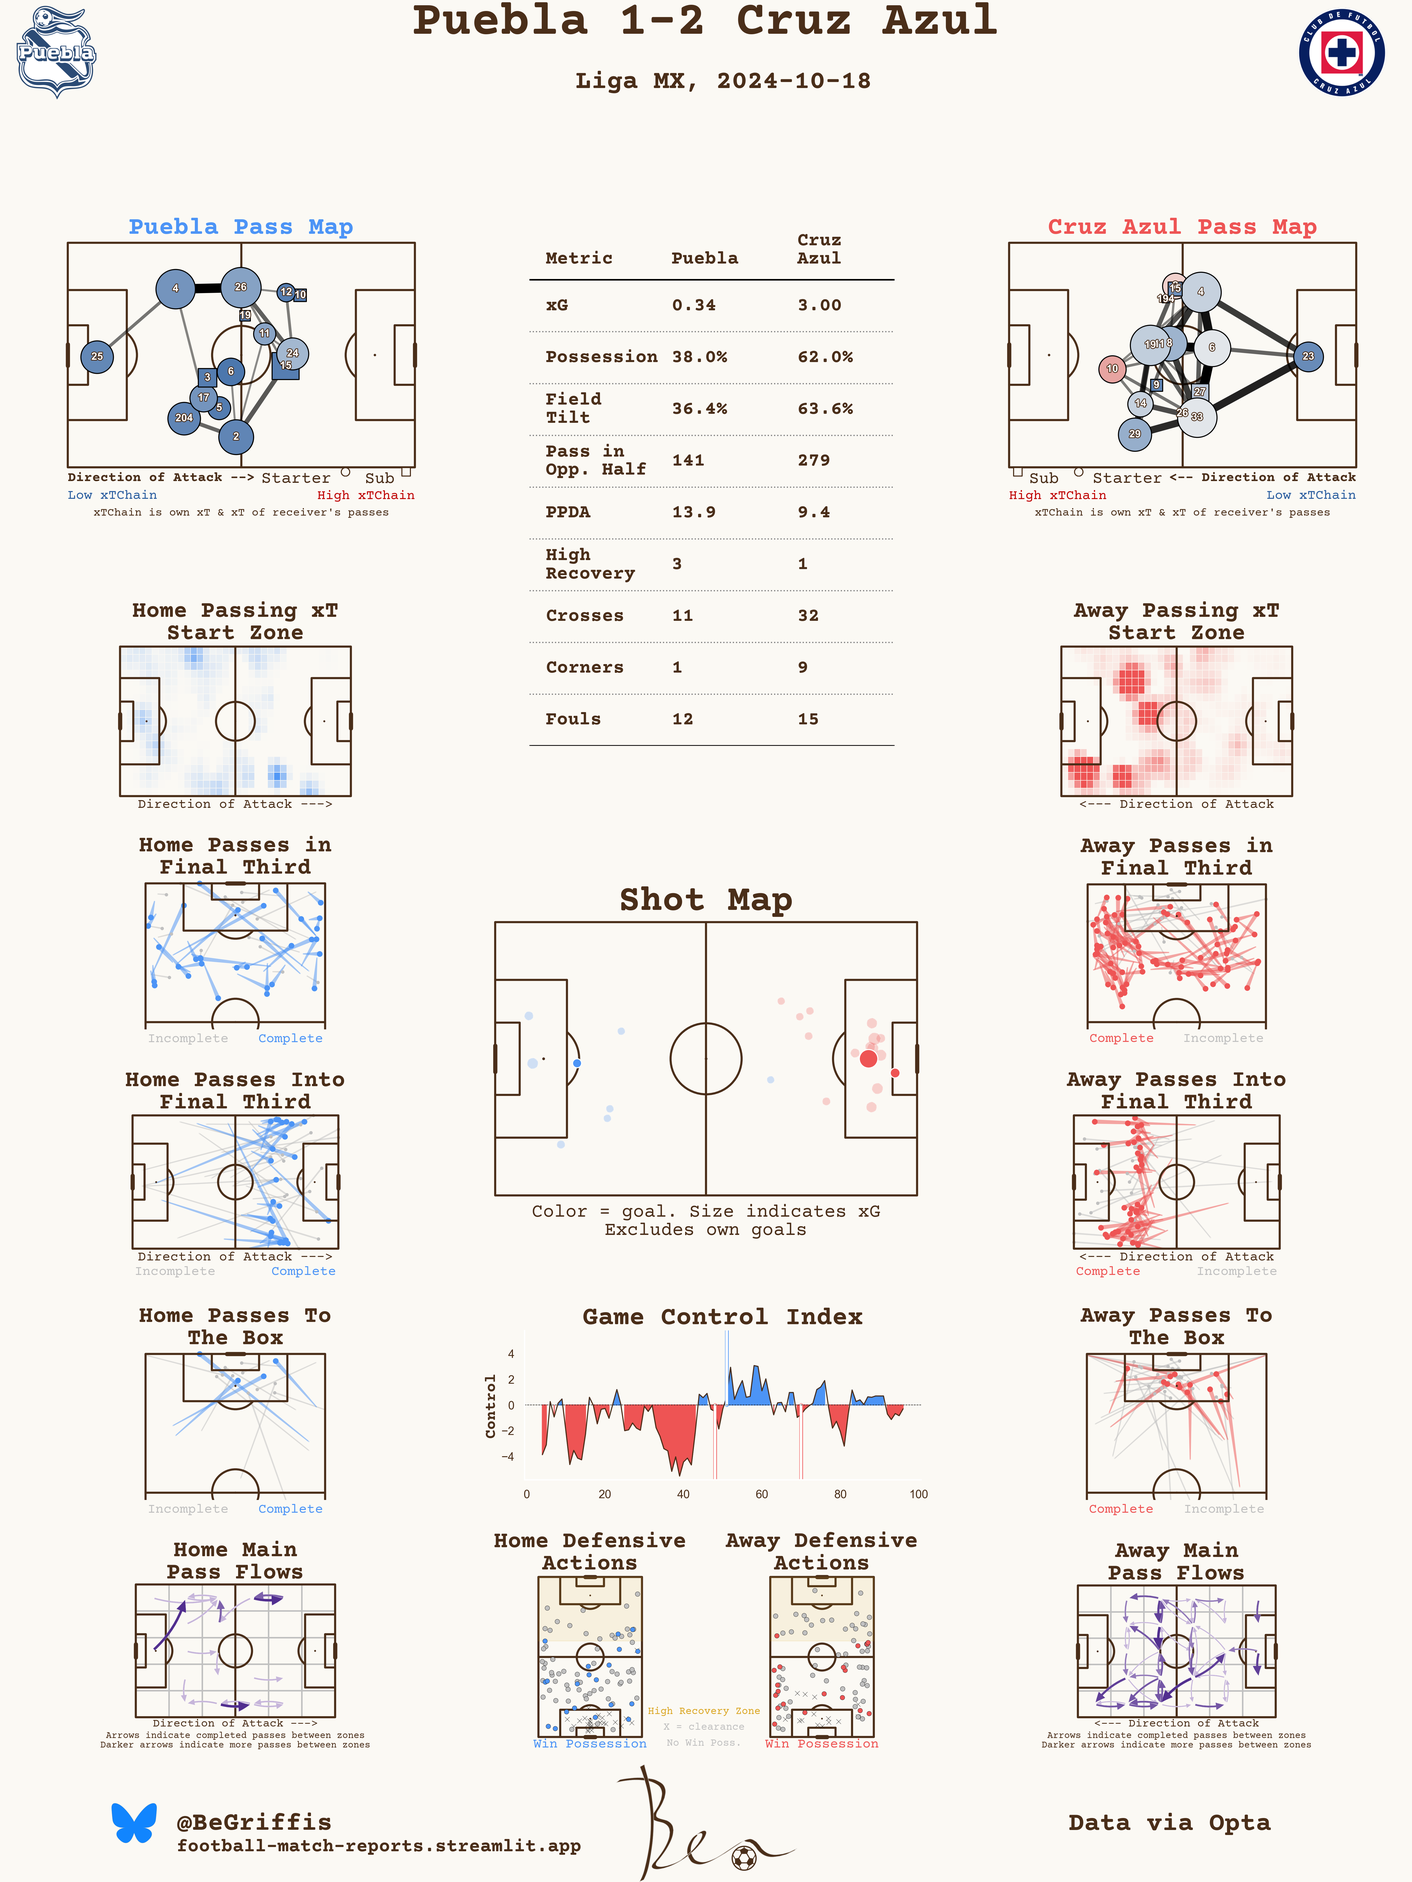 Puebla 1-2 Cruz Azul
Liga MX, 2024-10-18
Puebla
CLUB DE FUTBOL
CRUZ AZUL
Puebla Pass Map
4
26
12
10
19
11
25
24
15
6
3
17
5
204
2
Direction of Attack --> Starter Sub
Low xTChain High xTChain
xTChain is own xT & xT of receiver's passes
Metric Puebla Cruz Azul
xG 0.34 3.00
Possession 38.0% 62.0%
Field Tilt 36.4% 63.6%
Pass in Opp. Half 141 279
PPDA 13.9 9.4
High Recovery 3 1
Crosses 11 32
Corners 1 9
Fouls 12 15
Cruz Azul Pass Map
15
4
194
19
8
6
23
10
9
27
14
26
33
29
Sub Starter <-- Direction of Attack
High xTChain Low xTChain
xTChain is own xT & xT of receiver's passes
Home Passing xT
Start Zone
Direction of Attack --->
Away Passing xT
Start Zone
<--- Direction of Attack
Home Passes in
Final Third
Incomplete Complete
Away Passes in
Final Third
Complete Incomplete
Shot Map
Color = goal. Size indicates xG
Excludes own goals
Home Passes Into
Final Third
Direction of Attack --->
Incomplete Complete
Away Passes Into
Final Third
<--- Direction of Attack
Complete Incomplete
Home Passes To
The Box
Incomplete Complete
Game Control Index
Control
4
2
0
−2
−4
0 20 40 60 80 100
Away Passes To
The Box
Complete Incomplete
Home Main
Pass Flows
Direction of Attack --->
Arrows indicate completed passes between zones
Darker arrows indicate more passes between zones
Home Defensive
Actions
Win Possession
Away Defensive
Actions
Win Possession
High Recovery Zone
X = clearance
No Win Poss.
Away Main
Pass Flows
<--- Direction of Attack
Arrows indicate completed passes between zones
Darker arrows indicate more passes between zones
@BeGriffis
football-match-reports.streamlit.app
Ben
Data via Opta